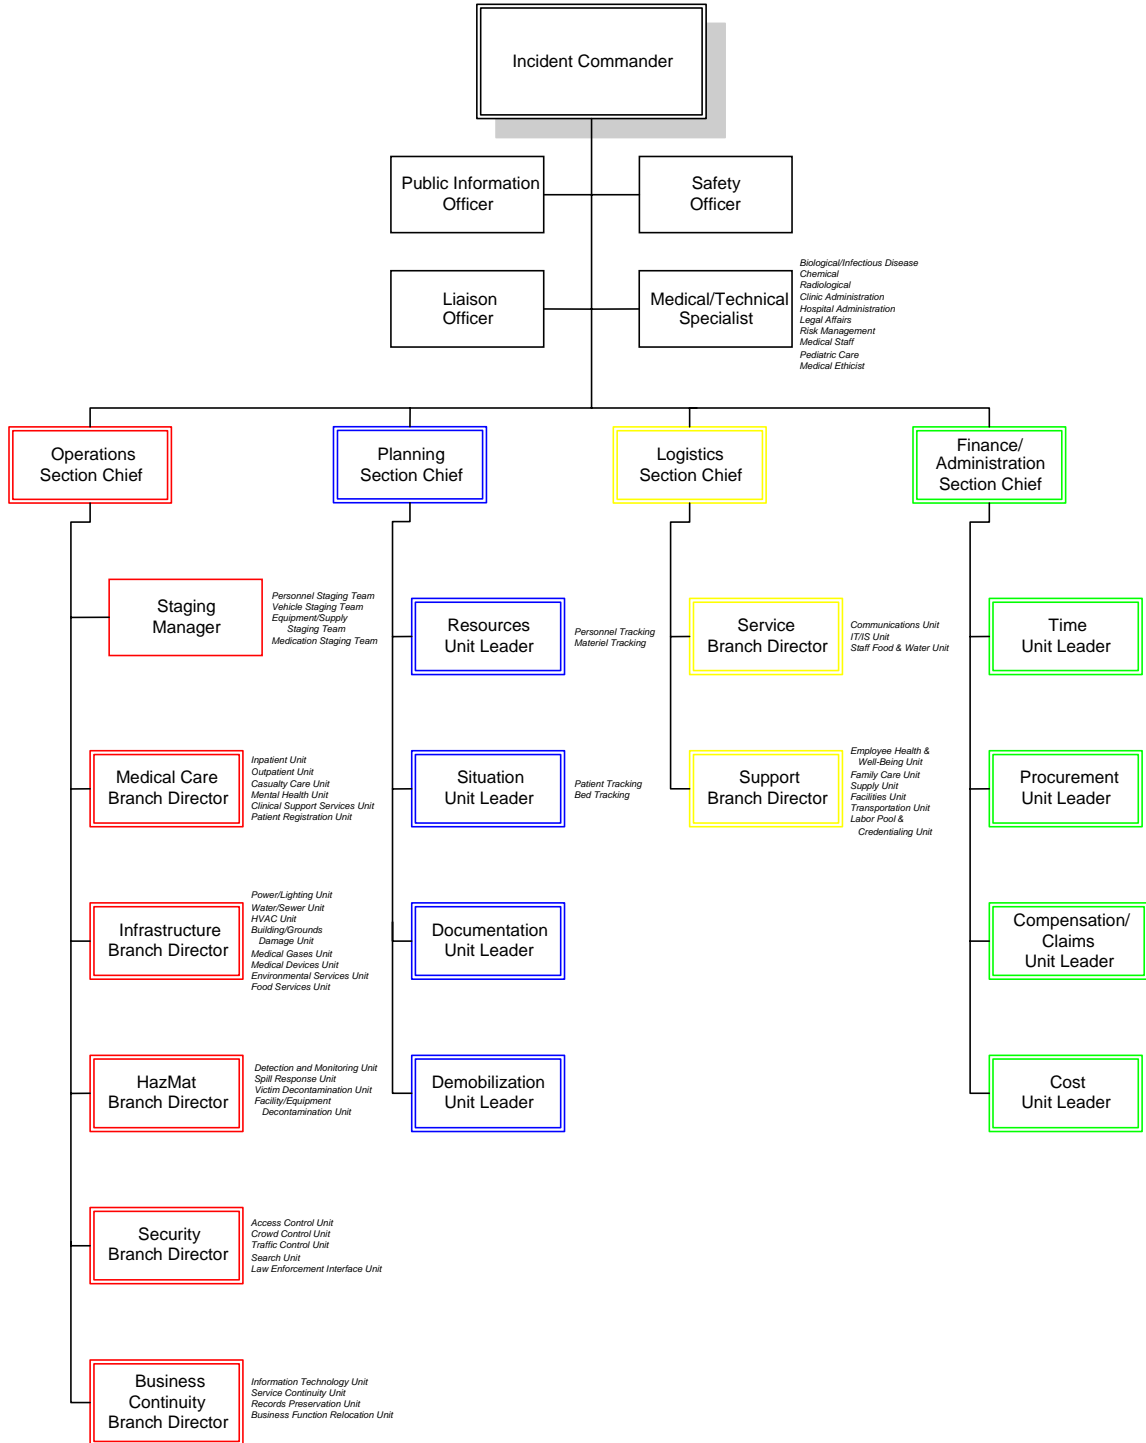 Incident Commander
Public Information
Officer
Safety
Officer
Liaison
Officer
Medical/Technical
Specialist
Biological/Infectious Disease
Chemical
Radiological
Clinic Administration
Hospital Administration
Legal Affairs
Risk Management
Medical Staff
Pediatric Care
Medical Ethicist
Operations
Section Chief
Planning
Section Chief
Logistics
Section Chief
Finance/
Administration
Section Chief
Staging
Manager
Personnel Staging Team
Vehicle Staging Team
Equipment/Supply
Staging Team
Medication Staging Team
Resources
Unit Leader
Personnel Tracking
Materiel Tracking
Service
Branch Director
Communications Unit
IT/IS Unit
Staff Food & Water Unit
Time
Unit Leader
Medical Care
Branch Director
Inpatient Unit
Outpatient Unit
Casualty Care Unit
Mental Health Unit
Clinical Support Services Unit
Patient Registration Unit
Situation
Unit Leader
Patient Tracking
Bed Tracking
Support
Branch Director
Employee Health &
Well-Being Unit
Family Care Unit
Supply Unit
Facilities Unit
Transportation Unit
Labor Pool &
Credentialing Unit
Procurement
Unit Leader
Infrastructure
Branch Director
Power/Lighting Unit
Water/Sewer Unit
HVAC Unit
Building/Grounds
Damage Unit
Medical Gases Unit
Medical Devices Unit
Environmental Services Unit
Food Services Unit
Documentation
Unit Leader
Compensation/
Claims
Unit Leader
HazMat
Branch Director
Detection and Monitoring Unit
Spill Response Unit
Victim Decontamination Unit
Facility/Equipment
Decontamination Unit
Demobilization
Unit Leader
Cost
Unit Leader
Security
Branch Director
Access Control Unit
Crowd Control Unit
Traffic Control Unit
Search Unit
Law Enforcement Interface Unit
Business
Continuity
Branch Director
Information Technology Unit
Service Continuity Unit
Records Preservation Unit
Business Function Relocation Unit